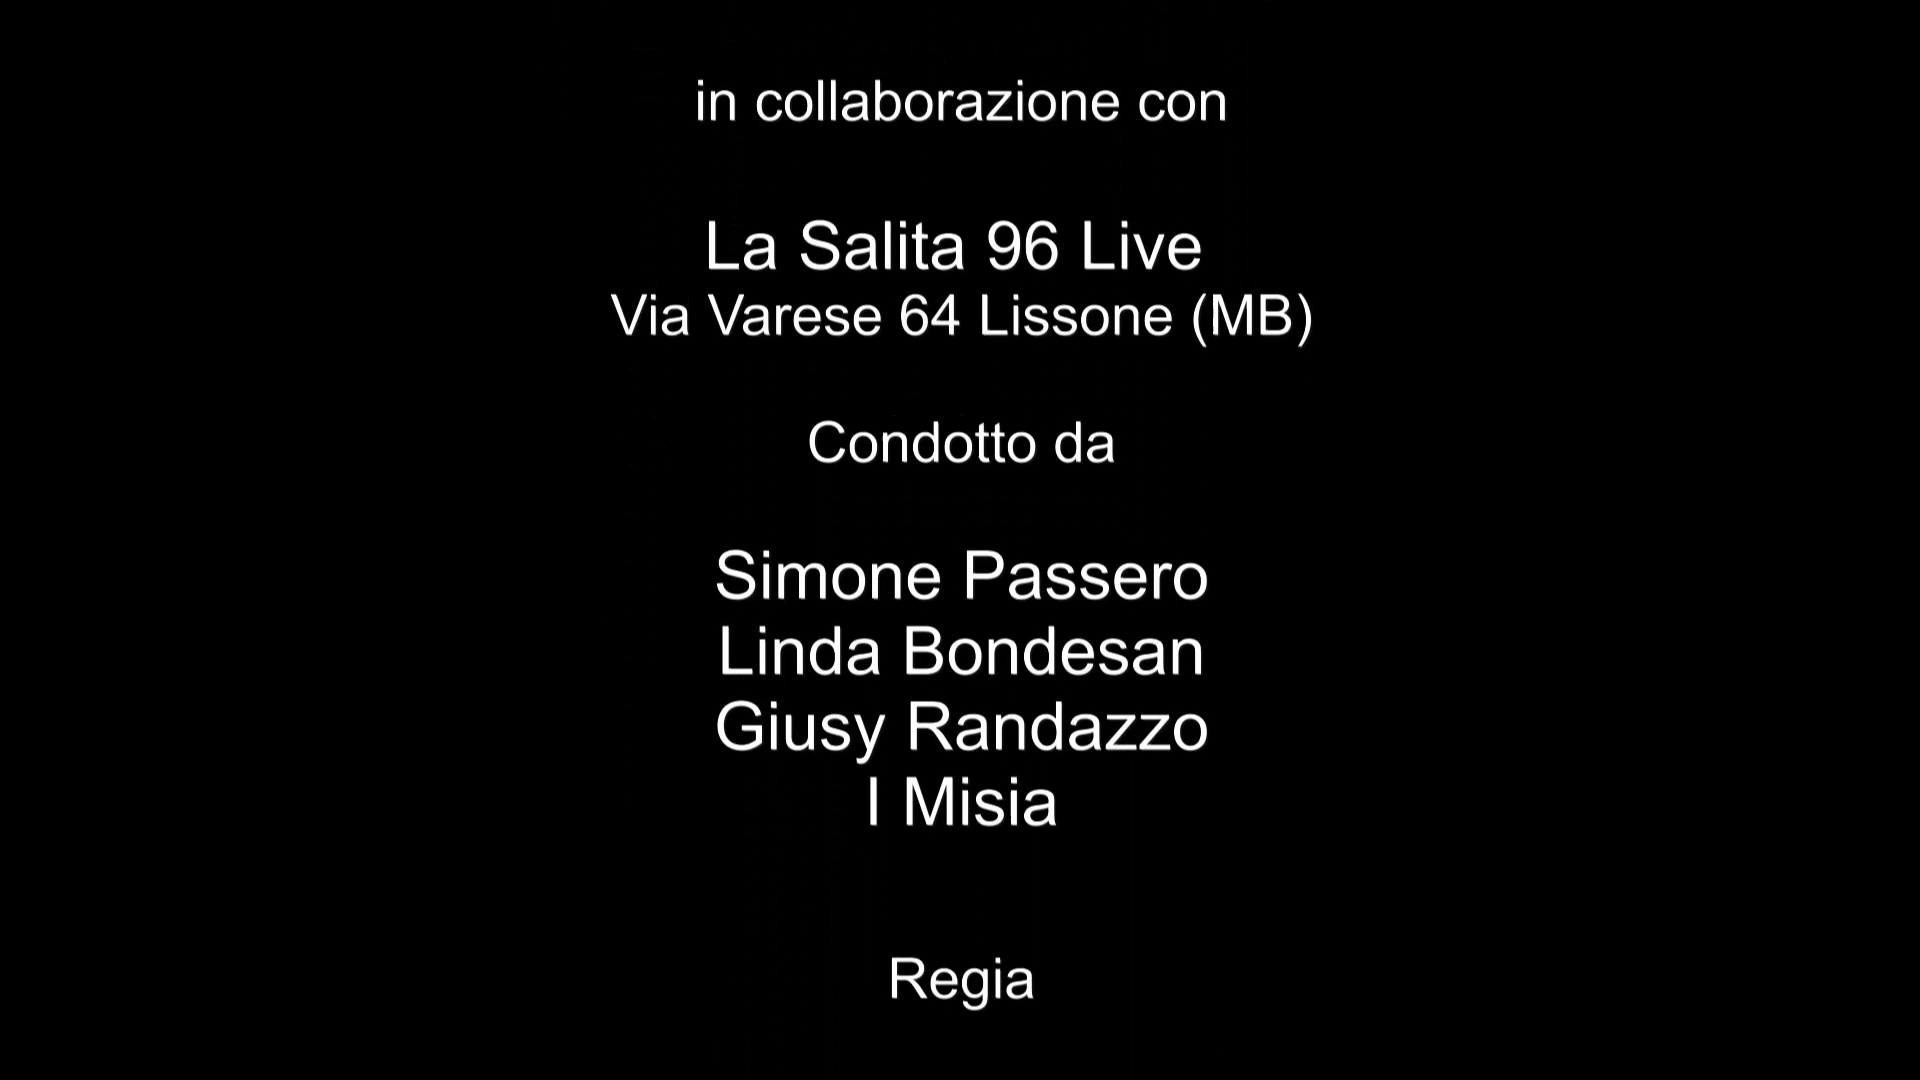 in collaborazione con
La Salita 96 Live
Via Varese 64 Lissone (MB)
Condotto da
Simone Passero
Linda Bondesan
Giusy Randazzo
I Misia
Regia